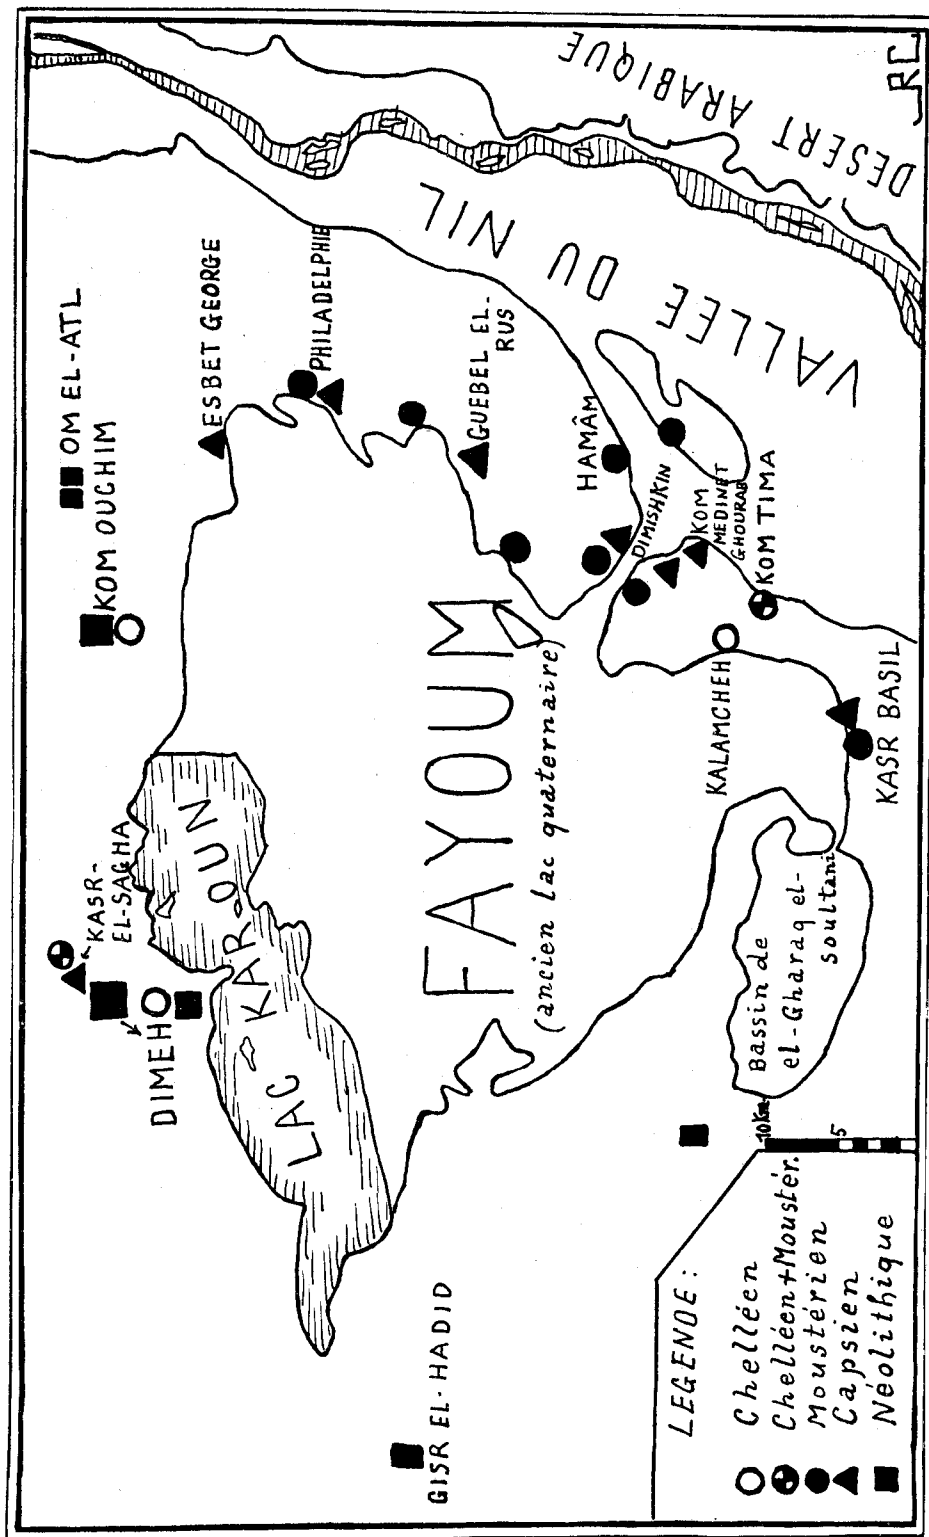 DESERT ARABIQUE
JRC
VALLEE DU NIL
OM EL-ATL
KOM OUCHIM
ESBET GEORGE
PHILADELPHIE
GUEBEL EL-
RUS
HAMÂM
DIMISHKIN
KOM
MEDINET
GHOURAB
KOM TIMA
KALAMCHEH
KASR BASIL
KASR-
EL-SAGHA
DIMEH
LAC KAROUN
FAYOUM
(ancien lac quaternaire)
Bassin de
el-Gharaq el-
soultani
GISR EL-HADID
10 Km.
5
LEGENDE:
Chelléen
Chelléen+Moustér.
Moustérien
Capsien
Néolithique